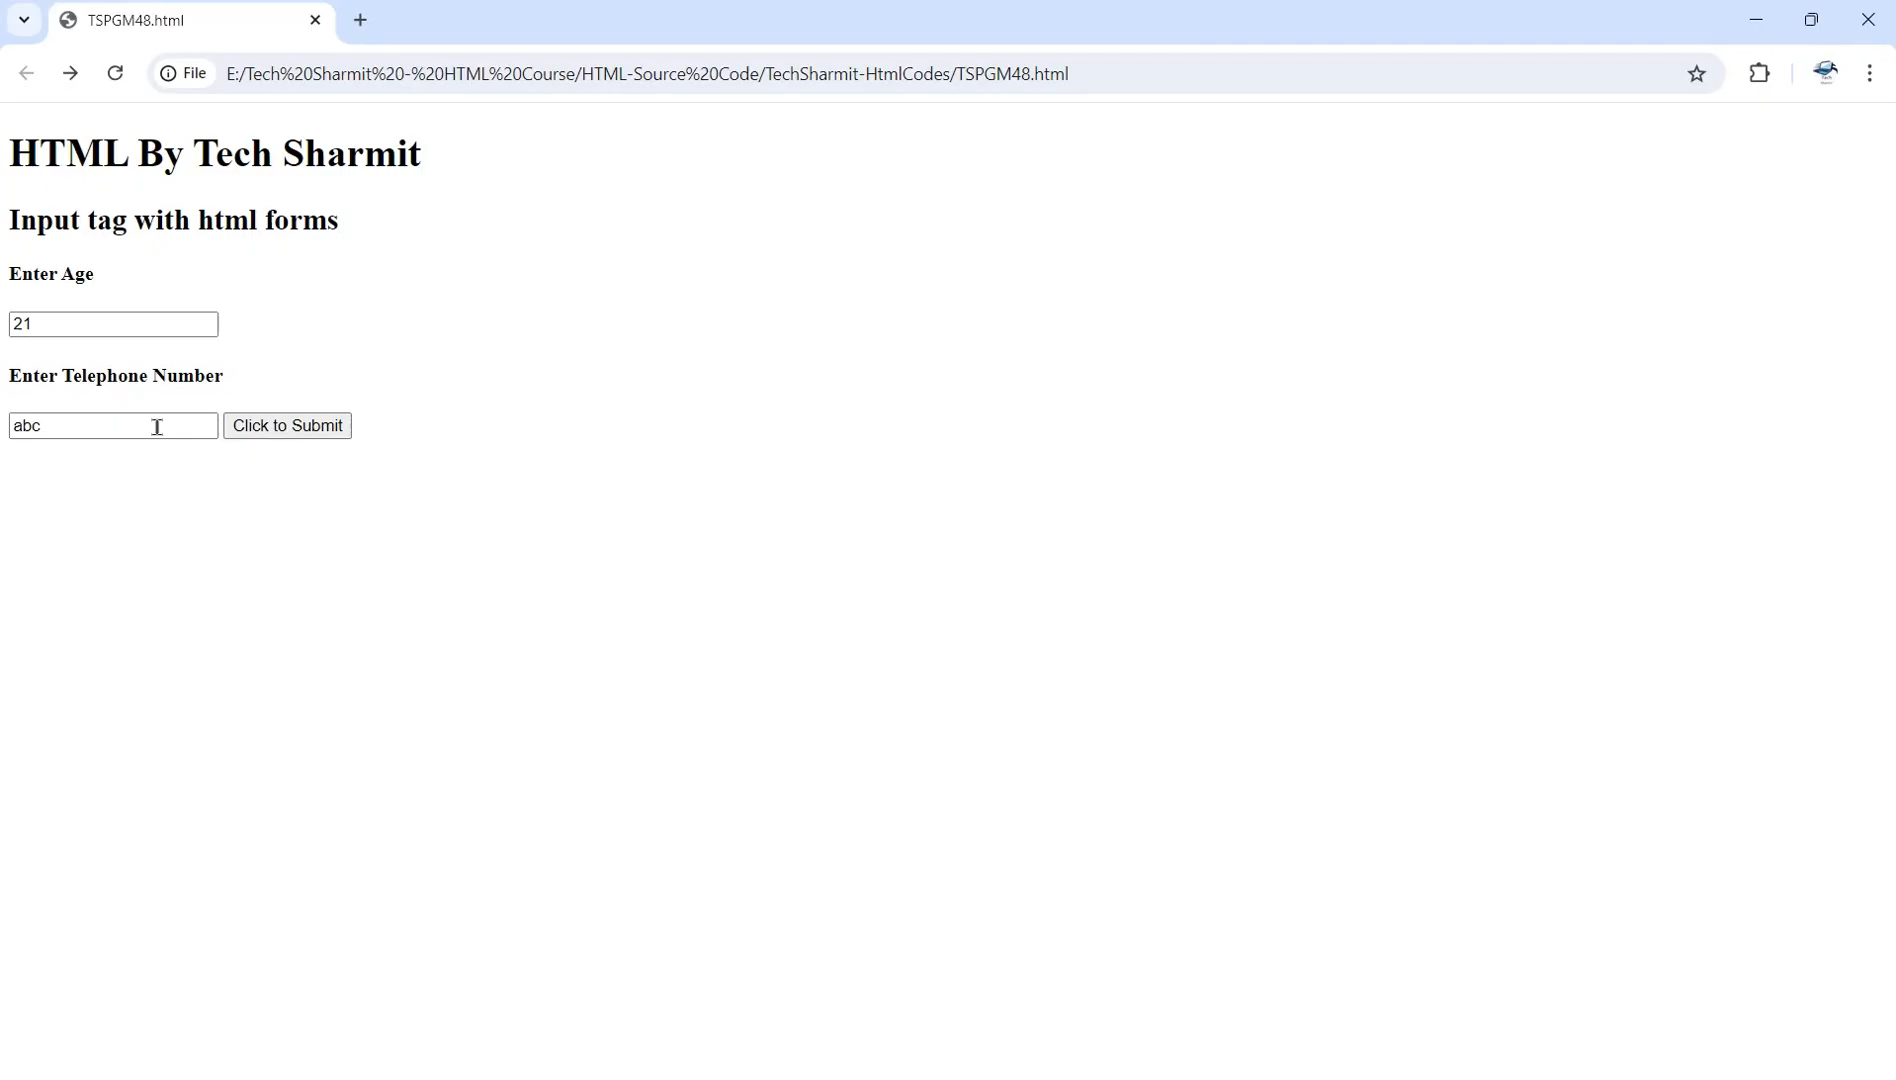 TSPGM48.html
File
E:/Tech%20Sharmit%20-%20HTML%20Course/HTML-Source%20Code/TechSharmit-HtmlCodes/TSPGM48.html
HTML By Tech Sharmit
Input tag with html forms
Enter Age
21
Enter Telephone Number
abc
Click to Submit